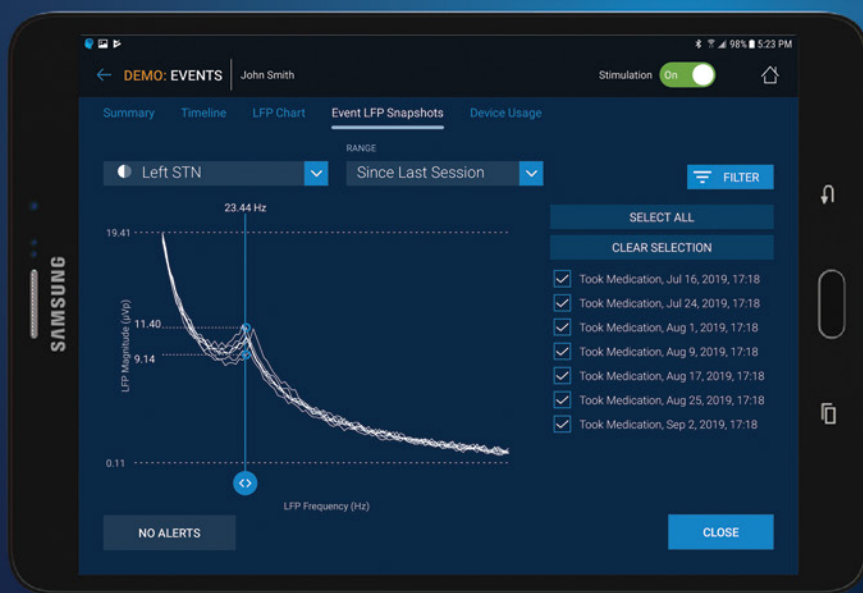 SAMSUNG
98% 5:23 PM
DEMO: EVENTS
John Smith
Stimulation
On
Summary
Timeline
LFP Chart
Event LFP Snapshots
Device Usage
RANGE
Left STN
Since Last Session
FILTER
SELECT ALL
CLEAR SELECTION
Took Medication, Jul 16, 2019, 17:18
Took Medication, Jul 24, 2019, 17:18
Took Medication, Aug 1, 2019, 17:18
Took Medication, Aug 9, 2019, 17:18
Took Medication, Aug 17, 2019, 17:18
Took Medication, Aug 25, 2019, 17:18
Took Medication, Sep 2, 2019, 17:18
23.44 Hz
19.41
11.40
9.14
0.11
LFP Magnitude (µVp)
LFP Frequency (Hz)
NO ALERTS
CLOSE